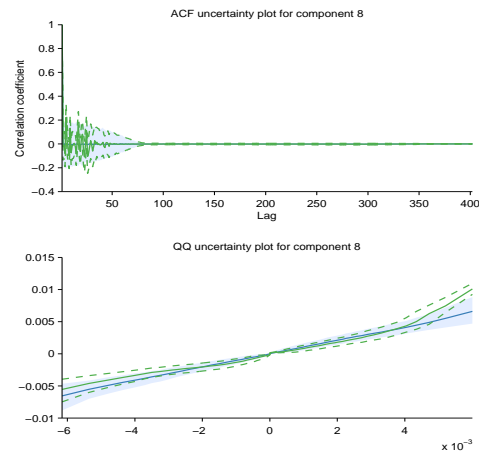 ACF uncertainty plot for component 8
1
0.8
0.6
0.4
0.2
0
−0.2
−0.4
Correlation coefficient
50 100 150 200 250 300 350 400
Lag
QQ uncertainty plot for component 8
0.015
0.01
0.005
0
−0.005
−0.01
−6 −4 −2 0 2 4
x 10−3